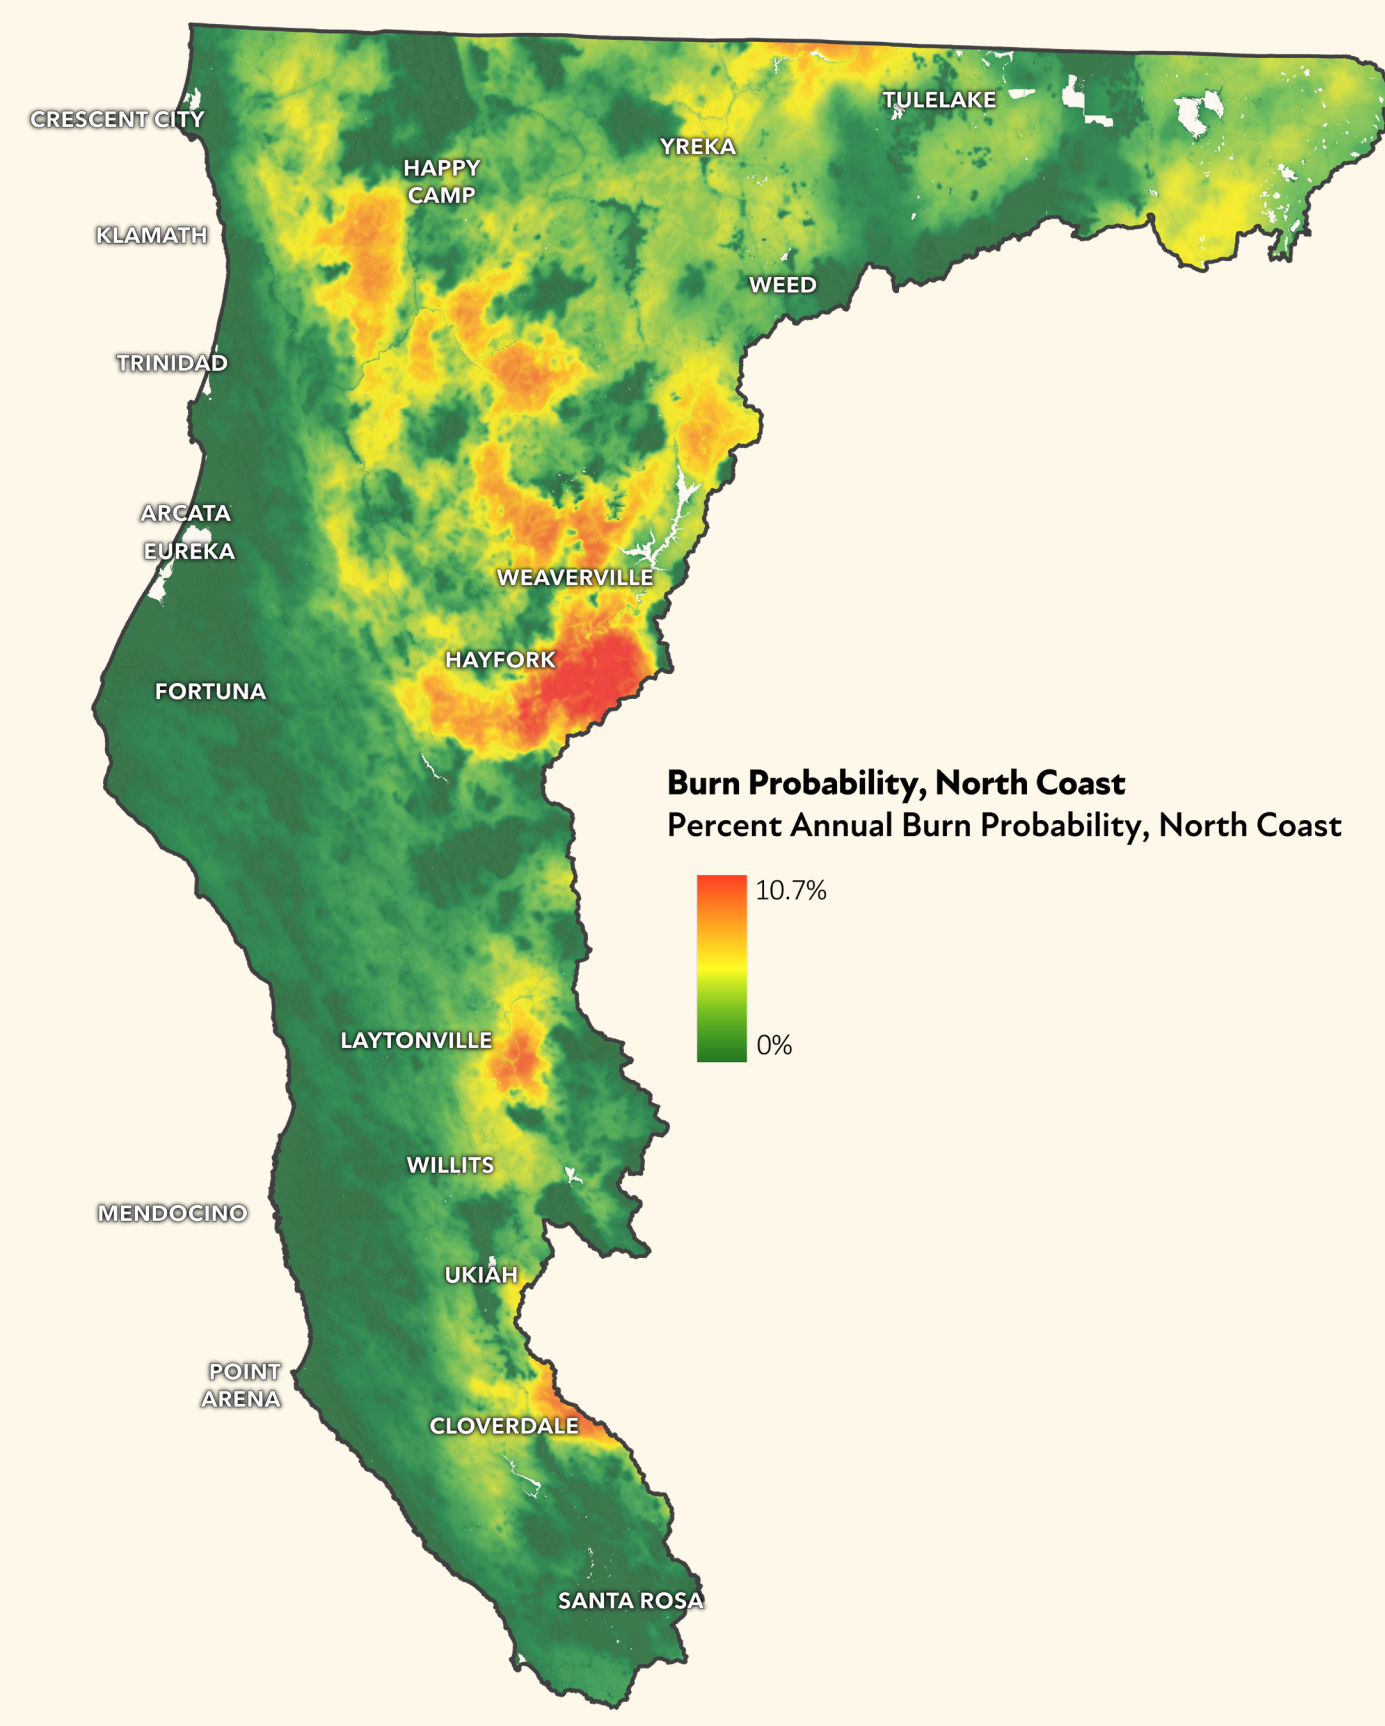 CRESCENT CITY
TULELAKE
YREKA
HAPPY
CAMP
KLAMATH
WEED
TRINIDAD
ARCATA
EUREKA
WEAVERVILLE
HAYFORK
FORTUNA
Burn Probability, North Coast
Percent Annual Burn Probability, North Coast
10.7%
0%
LAYTONVILLE
WILLITS
MENDOCINO
UKIAH
POINT
ARENA
CLOVERDALE
SANTA ROSA